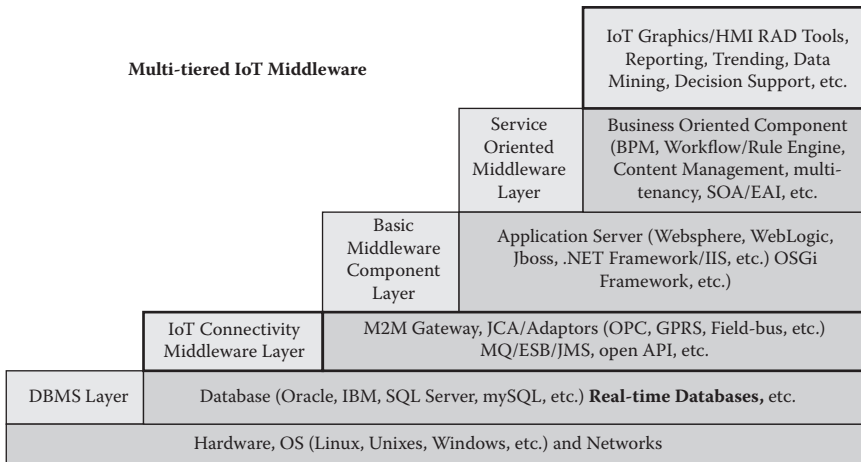 Multi-tiered IoT Middleware
IoT Graphics/HMI RAD Tools,
Reporting, Trending, Data
Mining, Decision Support, etc.
Service
Oriented
Middleware
Layer
Business Oriented Component
(BPM, Workflow/Rule Engine,
Content Management, multi-
tenancy, SOA/EAI, etc.
Basic
Middleware
Component
Layer
Application Server (Websphere, WebLogic,
Jboss, .NET Framework/IIS, etc.) OSGi
Framework, etc.)
IoT Connectivity
Middleware Layer
M2M Gateway, JCA/Adaptors (OPC, GPRS, Field-bus, etc.)
MQ/ESB/JMS, open API, etc.
DBMS Layer
Database (Oracle, IBM, SQL Server, mySQL, etc.) Real-time Databases, etc.
Hardware, OS (Linux, Unixes, Windows, etc.) and Networks